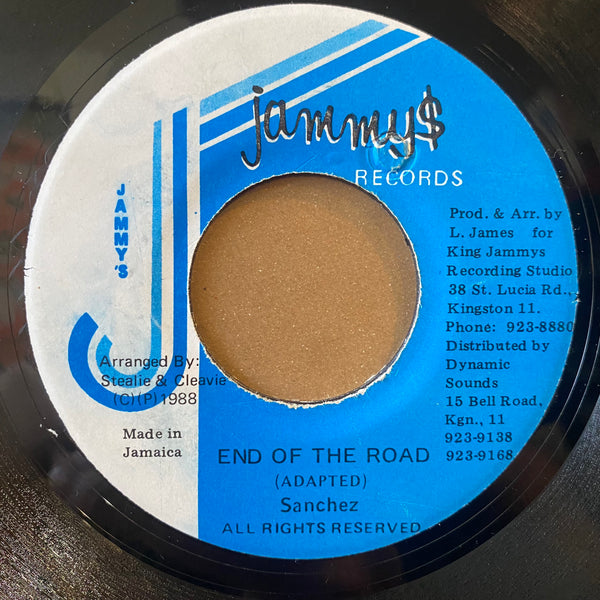 jammy$
RECORDS
JAMMY'S
Prod. & Arr. by
L. James for
King Jammys
Recording Studio
38 St. Lucia Rd.,
Kingston 11.
Phone: 923-8880
Distributed by
Dynamic
Sounds
15 Bell Road,
Kgn., 11
923-9138
923-9168
Arranged By:
Stealie & Cleavie
(C)(P)1988
Made in
Jamaica
END OF THE ROAD
(ADAPTED)
Sanchez
ALL RIGHTS RESERVED